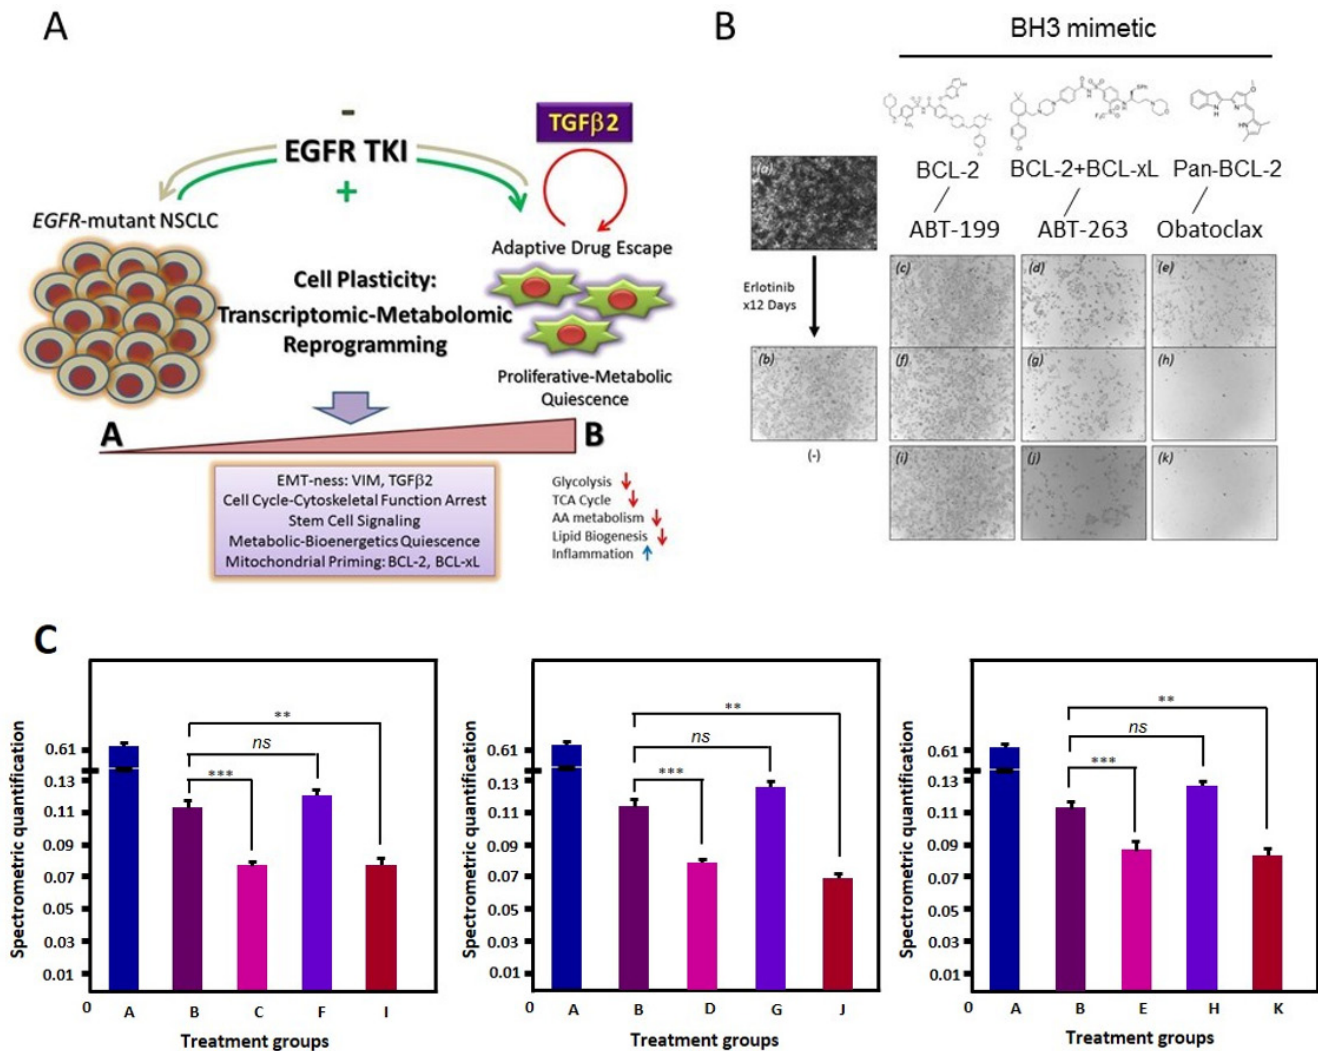 A
−
EGFR TKI
+
TGFβ2
EGFR-mutant NSCLC
Adaptive Drug Escape
Cell Plasticity:
Transcriptomic-Metabolomic
Reprogramming
Proliferative-Metabolic
Quiescence
A
B
EMT-ness: VIM, TGFβ2
Cell Cycle-Cytoskeletal Function Arrest
Stem Cell Signaling
Metabolic-Bioenergetics Quiescence
Mitochondrial Priming: BCL-2, BCL-xL
Glycolysis
TCA Cycle
AA metabolism
Lipid Biogenesis
Inflammation
B
BH3 mimetic
BCL-2
BCL-2+BCL-xL
Pan-BCL-2
ABT-199
ABT-263
Obatoclax
(a)
Erlotinib
x12 Days
(b)
(-)
(c)
(d)
(e)
(f)
(g)
(h)
(i)
(j)
(k)
C
Spectrometric quantification
0.61
0.13
0.11
0.07
0.05
0.03
0.01
0
**
ns
***
A B C F I
Treatment groups
Spectrometric quantification
0.61
0.13
0.11
0.07
0.05
0.03
0.01
0
**
ns
***
A B D G J
Treatment groups
Spectrometric quantification
0.61
0.13
0.11
0.07
0.05
0.03
0.01
0
**
ns
***
A B E H K
Treatment groups